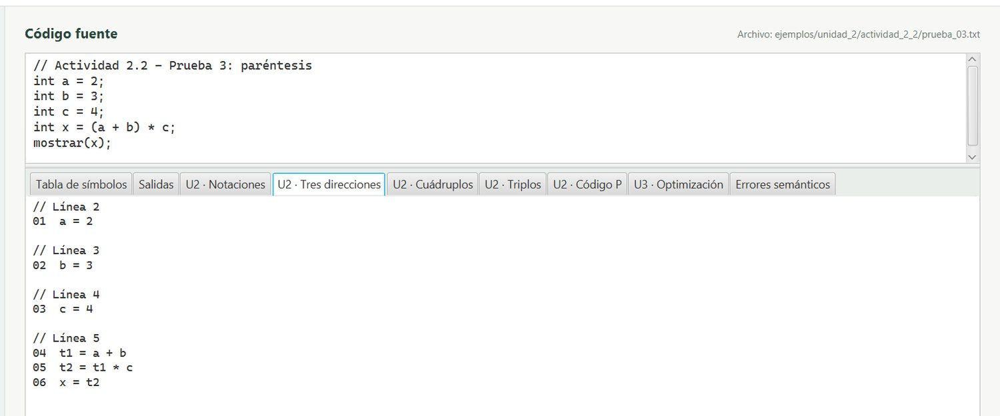 Código fuente
Archivo: ejemplos/unidad_2/actividad_2_2/prueba_03.txt
// Actividad 2.2 – Prueba 3: paréntesis
int a = 2;
int b = 3;
int c = 4;
int x = (a + b) * c;
mostrar(x);
Tabla de símbolos
Salidas
U2 · Notaciones
U2 · Tres direcciones
U2 · Cuádruplos
U2 · Triplos
U2 · Código P
U3 · Optimización
Errores semánticos
// Línea 2
01  a = 2
// Línea 3
02  b = 3
// Línea 4
03  c = 4
// Línea 5
04  t1 = a + b
05  t2 = t1 * c
06  x = t2